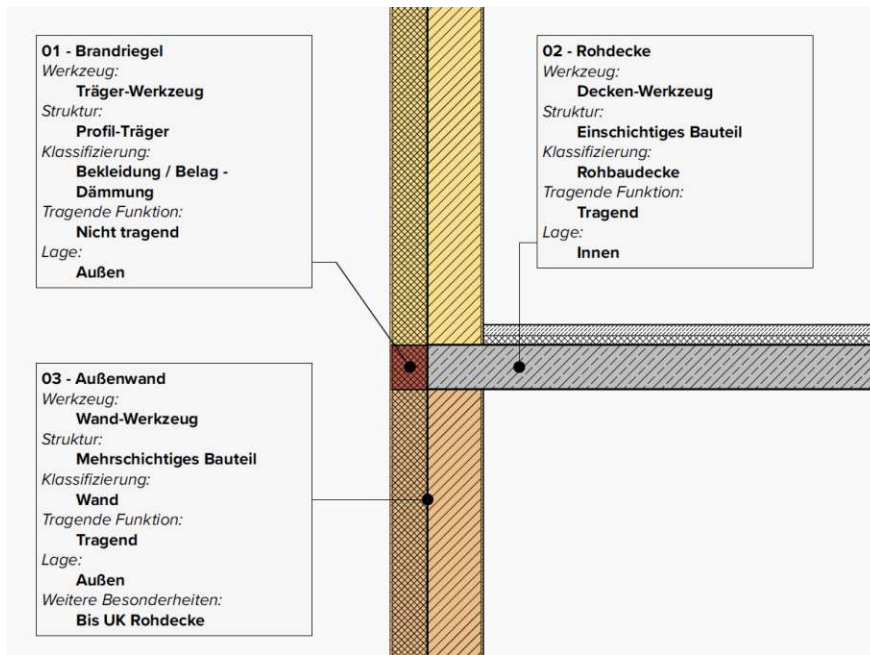 01 - Brandriegel
Werkzeug:
Träger-Werkzeug
Struktur:
Profil-Träger
Klassifizierung:
Bekleidung / Belag -
Dämmung
Tragende Funktion:
Nicht tragend
Lage:
Außen
02 - Rohdecke
Werkzeug:
Decken-Werkzeug
Struktur:
Einschichtiges Bauteil
Klassifizierung:
Rohbaudecke
Tragende Funktion:
Tragend
Lage:
Innen
03 - Außenwand
Werkzeug:
Wand-Werkzeug
Struktur:
Mehrschichtiges Bauteil
Klassifizierung:
Wand
Tragende Funktion:
Tragend
Lage:
Außen
Weitere Besonderheiten:
Bis UK Rohdecke